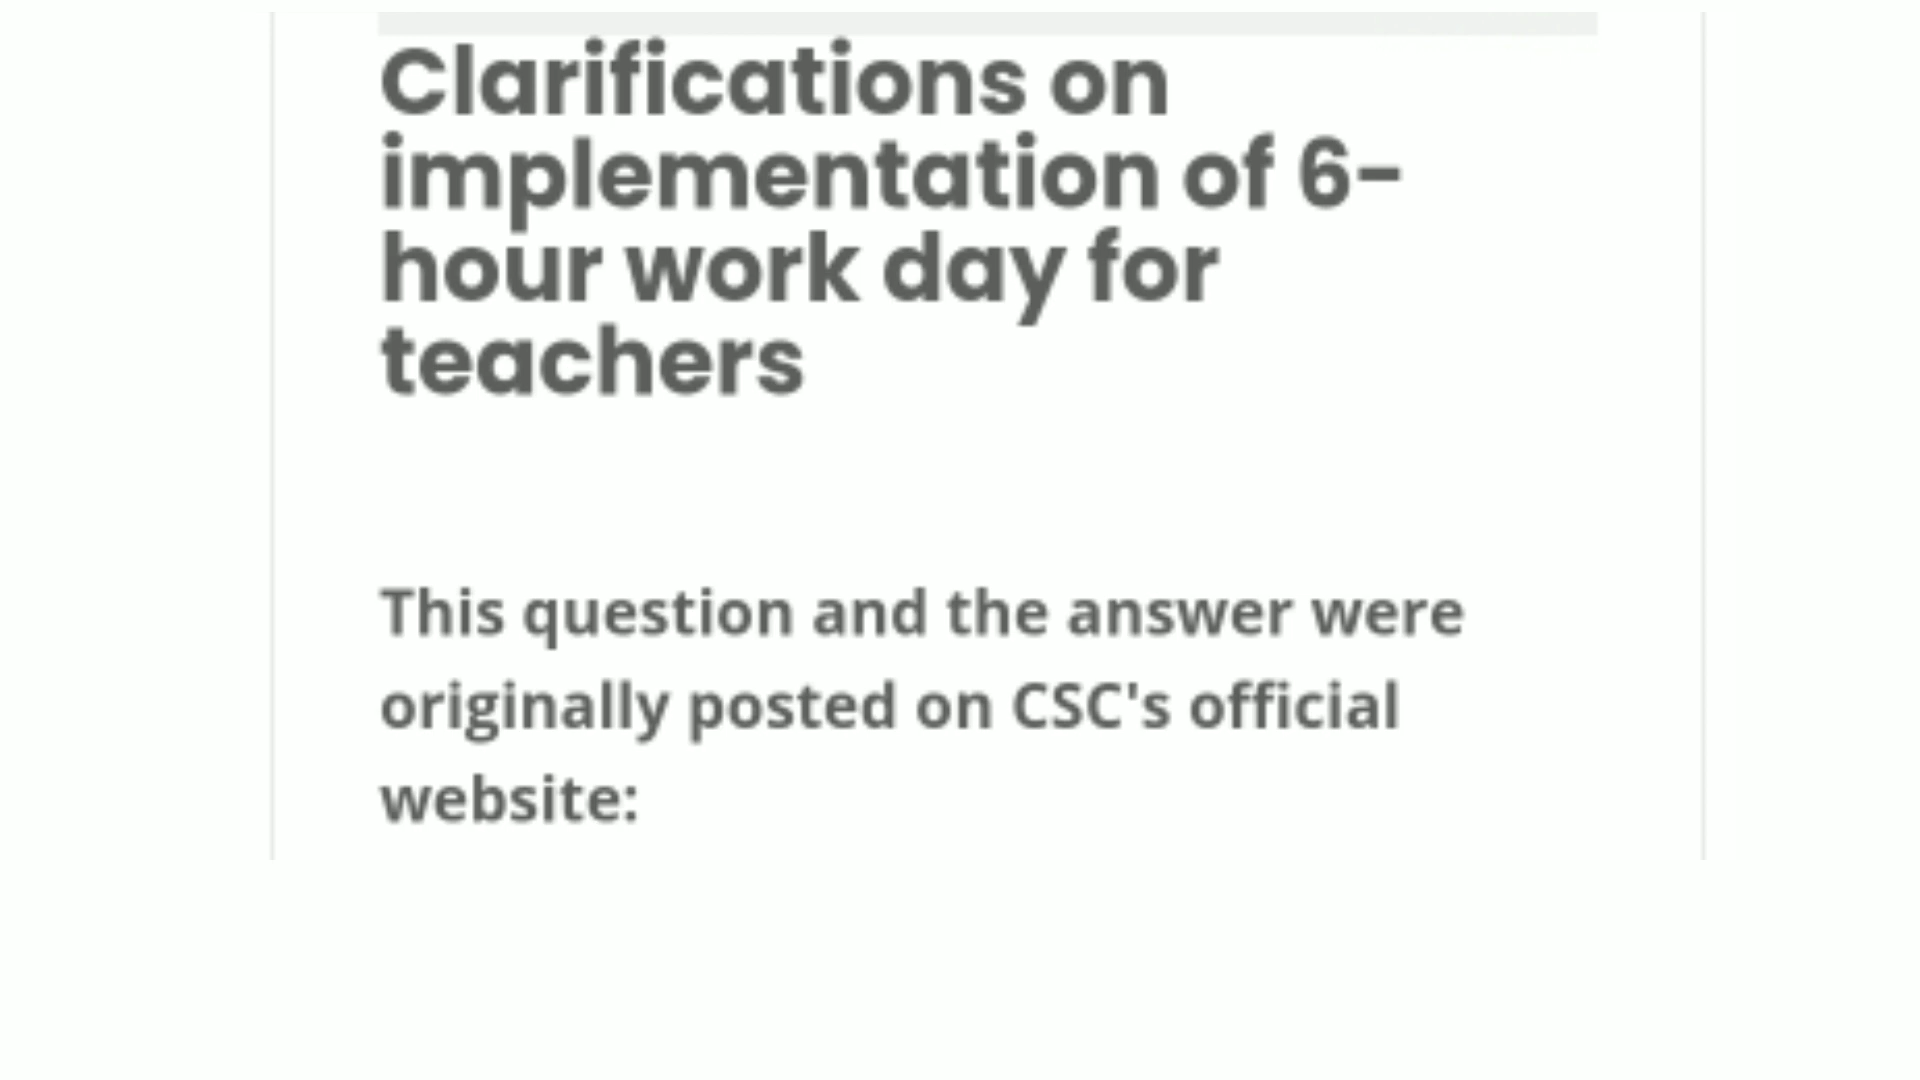 Clarifications on
implementation of 6-
hour work day for
teachers
This question and the answer were
originally posted on CSC's official
website: